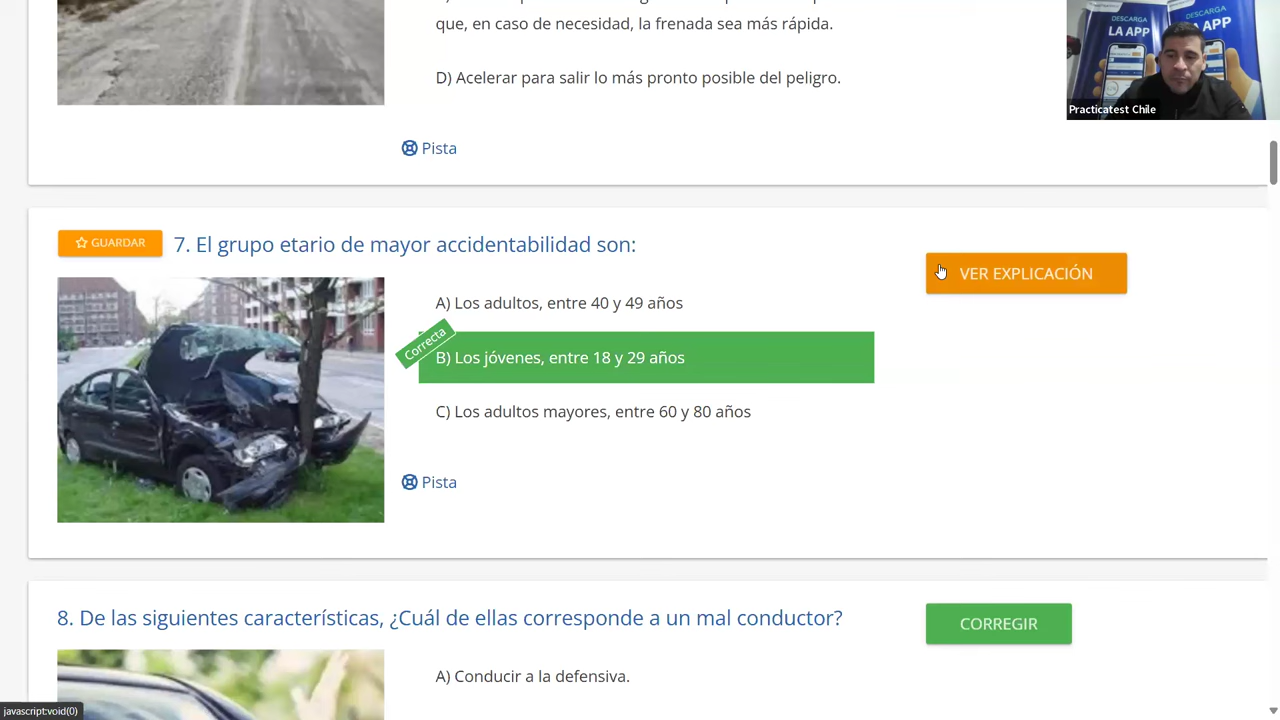 que, en caso de necesidad, la frenada sea más rápida.
D) Acelerar para salir lo más pronto posible del peligro.
DESCARGA
LA APP
DESCARGA
LA APP
Practicatest Chile
Pista
GUARDAR
7. El grupo etario de mayor accidentabilidad son:
VER EXPLICACIÓN
A) Los adultos, entre 40 y 49 años
Correcta
B) Los jóvenes, entre 18 y 29 años
C) Los adultos mayores, entre 60 y 80 años
Pista
8. De las siguientes características, ¿Cuál de ellas corresponde a un mal conductor?
CORREGIR
A) Conducir a la defensiva.
javascript:void(0)